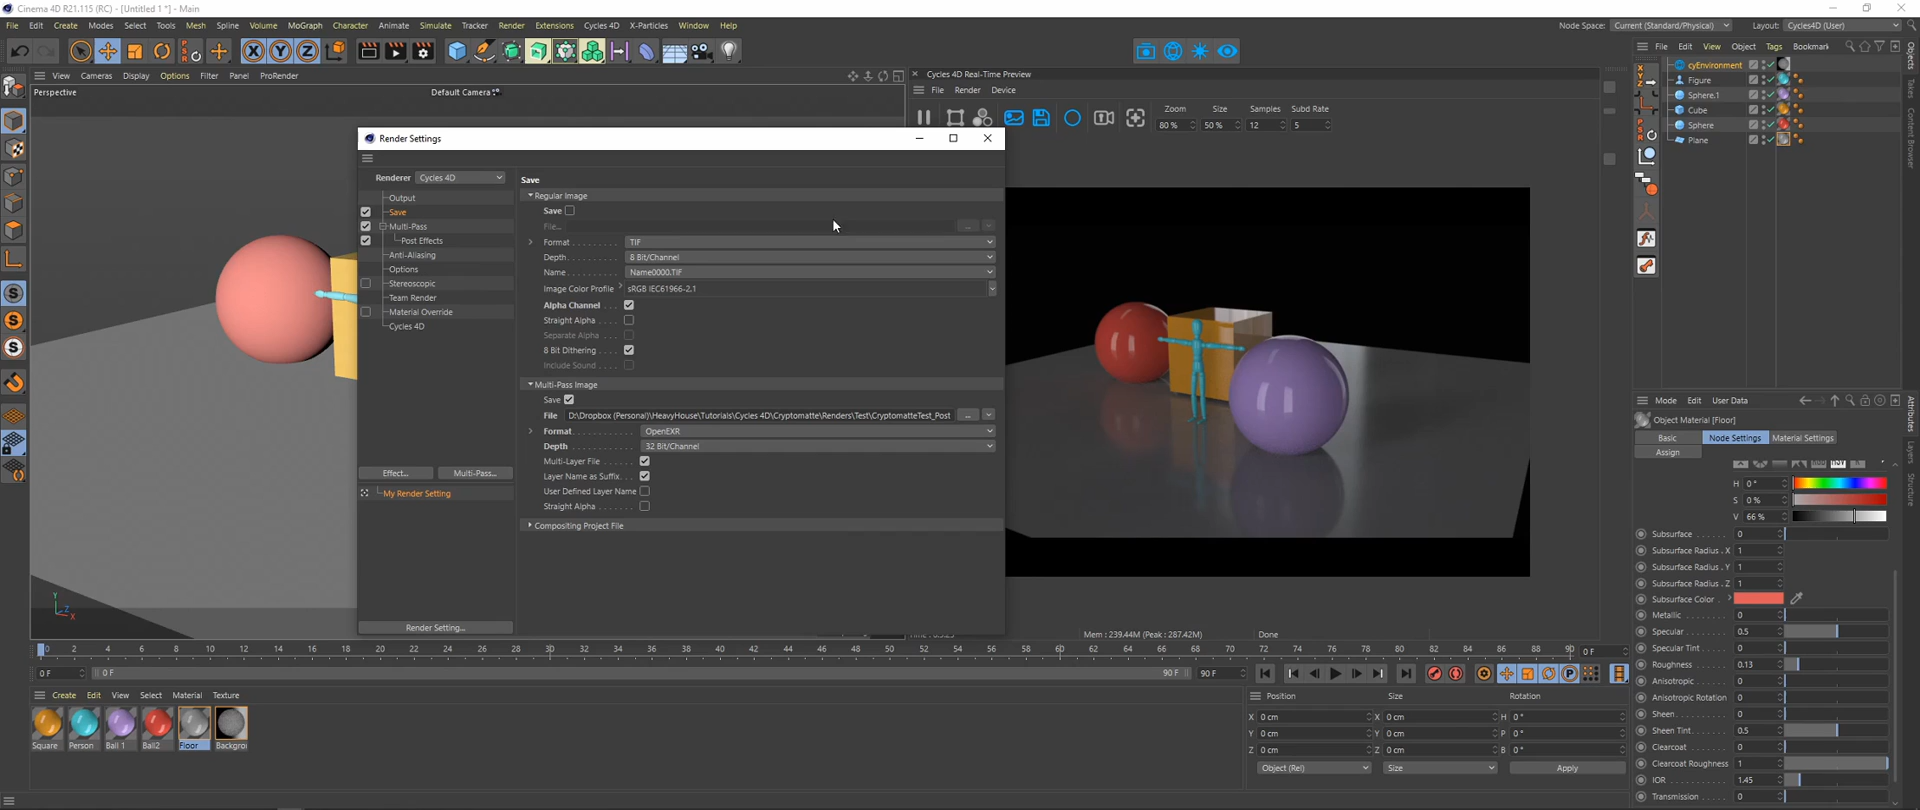 Cinema 4D R21.115 (RC) - [Untitled 1 *] - Main
File Edit Create Modes Select Tools Mesh Spline Volume MoGraph Character Animate Simulate Tracker Render Extensions Cycles 4D X-Particles Window Help
Node Space: Current (Standard/Physical) Layout: Cycles4D (User)
View Cameras Display Options Filter Panel ProRender
Perspective
Default Camera
Cycles 4D Real-Time Preview
File Render Device
Zoom Size Samples Subd Rate
80 % 50 % 12 5
Render Settings
Renderer Cycles 4D
Output
Save
Multi-Pass
Post Effects
Anti-Aliasing
Options
Stereoscopic
Team Render
Material Override
Cycles 4D
Effect... Multi-Pass...
My Render Setting
Render Setting...
Save
Regular Image
Save
File...
Format TIF
Depth 8 Bit/Channel
Name Name0000.TIF
Image Color Profile sRGB IEC61966-2.1
Alpha Channel
Straight Alpha
Separate Alpha
8 Bit Dithering
Include Sound
Multi-Pass Image
Save
File D:\Dropbox (Personal)\HeavyHouse\Tutorials\Cycles 4D\Cryptomatte\Renders\Test\CryptomatteTest_Post
Format OpenEXR
Depth 32 Bit/Channel
Multi-Layer File
Layer Name as Suffix
User Defined Layer Name
Straight Alpha
Compositing Project File
Mem : 239.44M (Peak : 287.42M) Done
File Edit View Object Tags Bookmark
cyEnvironment
Figure
Sphere.1
Cube
Sphere
Plane
Objects
Takes
Content Browser
Mode Edit User Data
Object Material [Floor]
Basic Node Settings Material Settings
Assign
Attributes
Layers
Structure
H 0 °
S 0 %
V 66 %
Subsurface 0
Subsurface Radius . X 1
Subsurface Radius . Y 1
Subsurface Radius . Z 1
Subsurface Color
Metallic 0
Specular 0.5
Specular Tint 0
Roughness 0.13
Anisotropic 0
Anisotropic Rotation 0
Sheen 0
Sheen Tint 0.5
Clearcoat 0
Clearcoat Roughness 1
IOR 1.45
Transmission 0
0 2 4 6 8 10 12 14 16 18 20 22 24 26 28 30 32 34 36 38 40 42 44 46 48 50 52 54 56 58 60 62 64 66 68 70 72 74 76 78 80 82 84 86 88 90 0 F
0 F 0 F 90 F 90 F
Create Edit View Select Material Texture
Square Person Ball 1 Ball2 Floor Backgrou
Position Size Rotation
X 0 cm X 0 cm H 0 °
Y 0 cm Y 0 cm P 0 °
Z 0 cm Z 0 cm B 0 °
Object (Rel) Size Apply